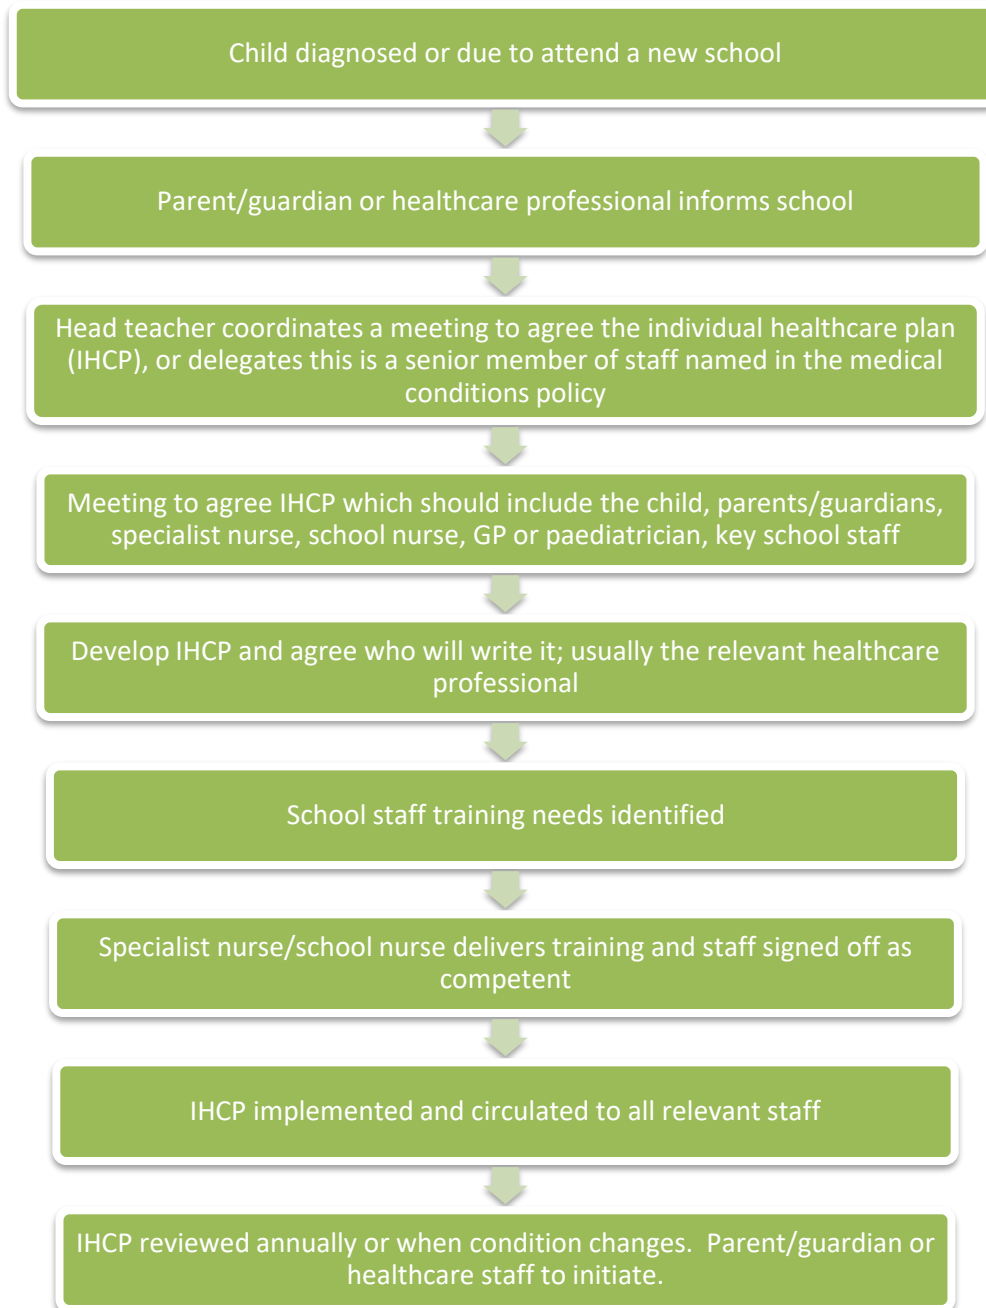 Child diagnosed or due to attend a new school
Parent/guardian or healthcare professional informs school
Head teacher coordinates a meeting to agree the individual healthcare plan
(IHCP), or delegates this is a senior member of staff named in the medical
conditions policy
Meeting to agree IHCP which should include the child, parents/guardians,
specialist nurse, school nurse, GP or paediatrician, key school staff
Develop IHCP and agree who will write it; usually the relevant healthcare
professional
School staff training needs identified
Specialist nurse/school nurse delivers training and staff signed off as
competent
IHCP implemented and circulated to all relevant staff
IHCP reviewed annually or when condition changes.  Parent/guardian or
healthcare staff to initiate.